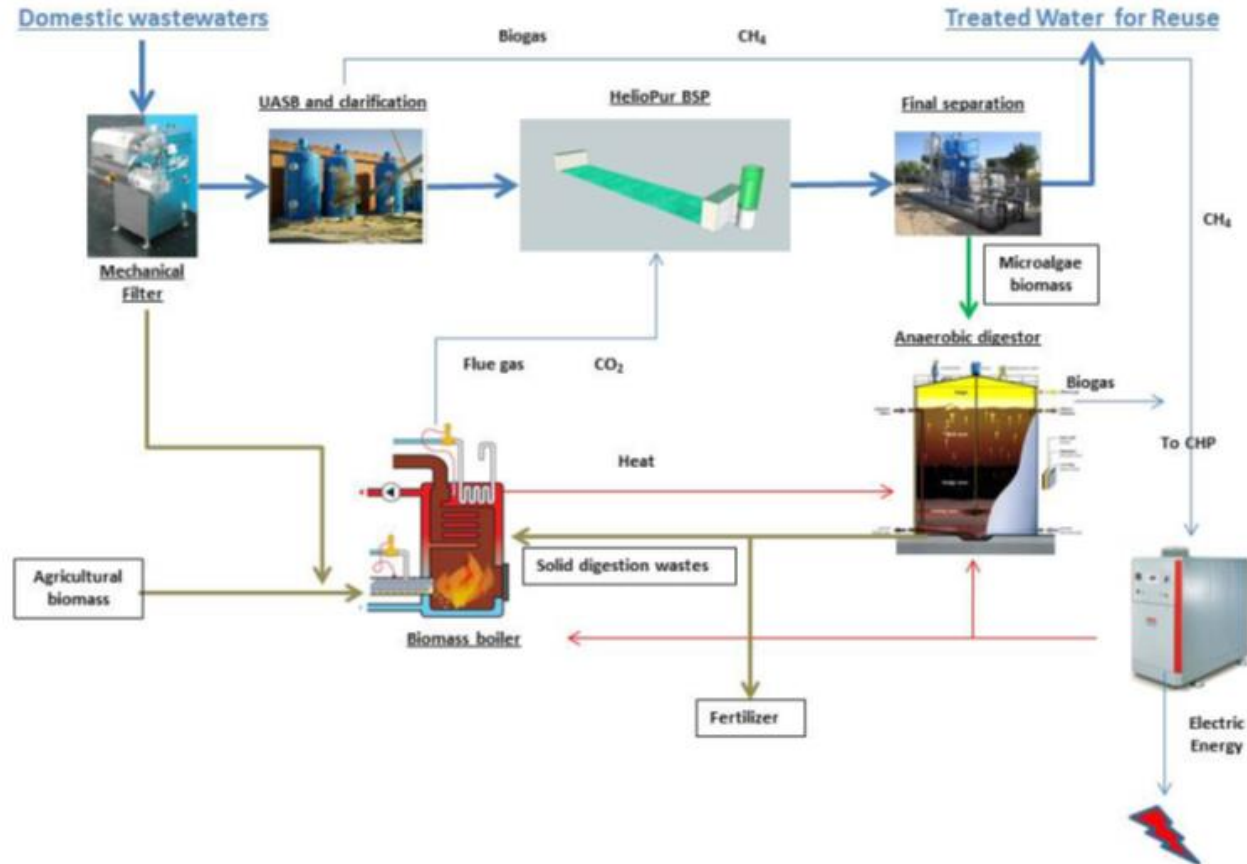 Domestic wastewaters
Treated Water for Reuse
Biogas
CH₄
UASB and clarification
HelioPur BSP
Final separation
CH₄
Mechanical
Filter
Microalgae
biomass
Anaerobic digestor
Flue gas
CO₂
Biogas
To CHP
Heat
Solid digestion wastes
Agricultural
biomass
Biomass boiler
Fertilizer
Electric
Energy